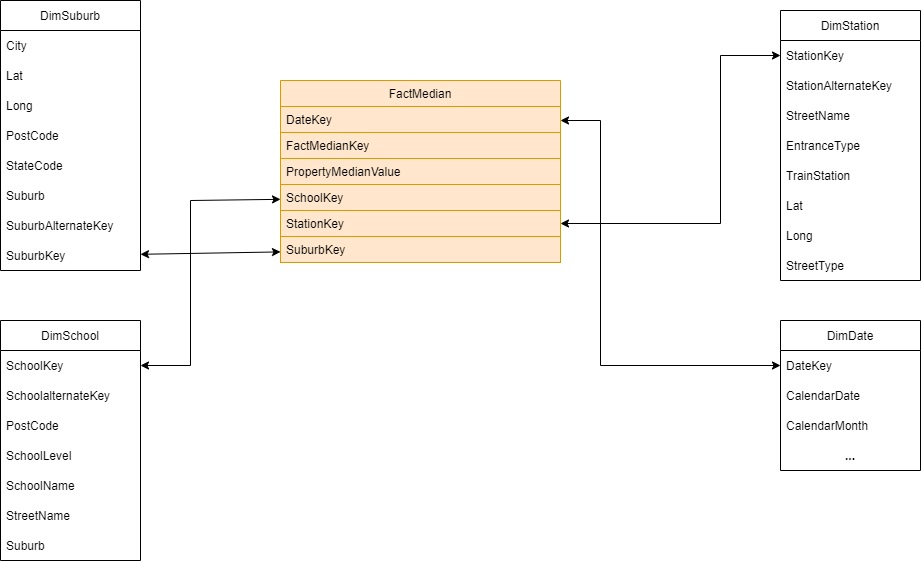 DimSuburb
City
Lat
Long
PostCode
StateCode
Suburb
SuburbAlternateKey
SuburbKey
FactMedian
DateKey
FactMedianKey
PropertyMedianValue
SchoolKey
StationKey
SuburbKey
DimStation
StationKey
StationAlternateKey
StreetName
EntranceType
TrainStation
Lat
Long
StreetType
DimSchool
SchoolKey
SchoolalternateKey
PostCode
SchoolLevel
SchoolName
StreetName
Suburb
DimDate
DateKey
CalendarDate
CalendarMonth
...